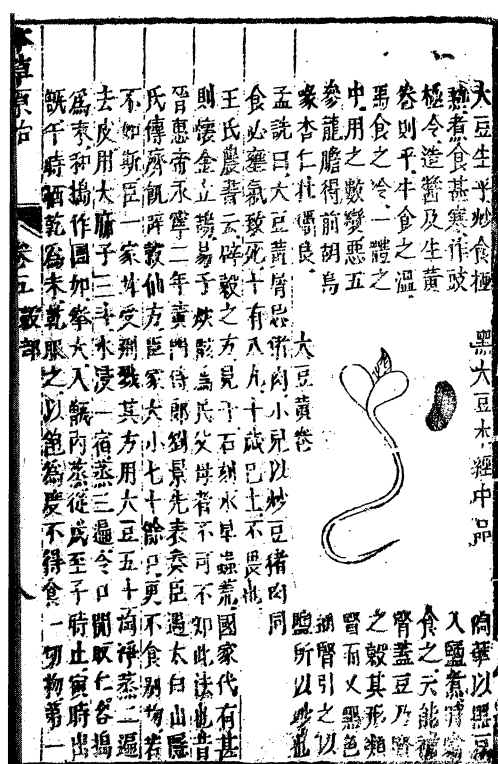 大豆生平炒食極
熱煮食甚寒作豉
極令造醬及生黃
卷則平牛食之溫
馬食之冷一體之
中用之數變惡五
參龍膽得前胡烏
喙杏仁牡蠣良
黑大豆本經中品
大豆黃卷
陶華以黑豆
入鹽煮
食之云能補
腎蓋豆乃腎
之穀其形類
腎而又黑色
通腎引之以
鹽所以妙也
孟詵曰大豆黃屑忌猪肉小兒以炒豆猪肉同
食必壅氣致死十有八九十歲已上不畏也
王氏農書云辟穀之方見于石刻水旱蟲荒國家代有甚
則懷金立鵠易子炊骸為民父母者不可不知此法也昔
晉惠帝永寧二年黃門侍郎劉景先表奏臣遇太白山隱
氏傳濟饑辟穀仙方臣家大小七十餘口更不食別物若
不如斯臣一家甘受刑戮其方用大豆五十淨蒸三遍
去皮用大麻子三斗水浸一宿蒸三遍令口開取仁各搗
為末和搗作團如拳大入甑內蒸從戌至子時止寅時出
甑午時晒乾為末乾服之以飽為度不得食一切物第一
本草原始
卷五 穀部
八